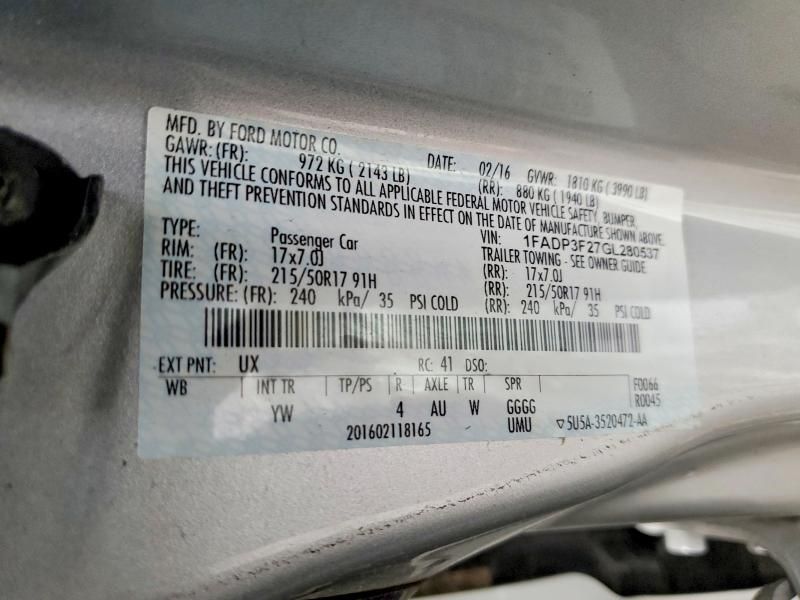 MFD. BY FORD MOTOR CO. DATE: 02/16 GVWR: 1810 KG ( 3990 LB)
GAWR: (FR): 972 KG ( 2143 LB) (RR): 880 KG ( 1940 LB)
THIS VEHICLE CONFORMS TO ALL APPLICABLE FEDERAL MOTOR VEHICLE SAFETY, BUMPER,
AND THEFT PREVENTION STANDARDS IN EFFECT ON THE DATE OF MANUFACTURE SHOWN ABOVE.
VIN: 1FADP3F27GL280537
TYPE: Passenger Car TRAILER TOWING - SEE OWNER GUIDE
RIM: (FR): 17x7.0J (RR): 17x7.0J
TIRE: (FR): 215/50R17 91H (RR): 215/50R17 91H
PRESSURE: (FR): 240 kPa/ 35 PSI COLD (RR): 240 kPa/ 35 PSI COLD
EXT PNT: UX RC: 41 DSO:
WB INT TR TP/PS R AXLE TR SPR F0066
R0045
YW 4 AU W GGGG
201602118165 UMU ▽5U5A-3520472-AA